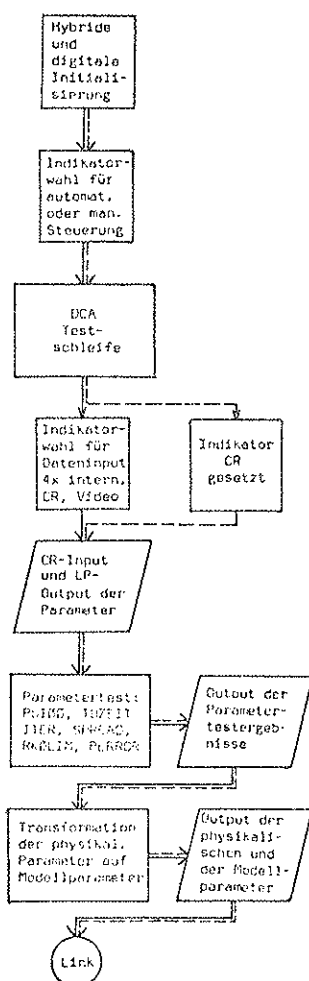 Hybride
und
digitale
Initiali-
sierung
Indikator-
wahl für
automat.
oder man.
Steuerung
DCA
Test-
schleife
Indikator-
wahl für
Dateninput
4x intern,
CR, Video
Indikator
CR
gesetzt
CR-Input
und LP-
Output der
Parameter
Parametertest:
ITER, SPREAD,
Output der
Parameter-
testergeb-
nisse
Transformation
der physikal.
Parameter auf
Modellparameter
Output der
physikali-
schen und
der Modell-
parameter
Link